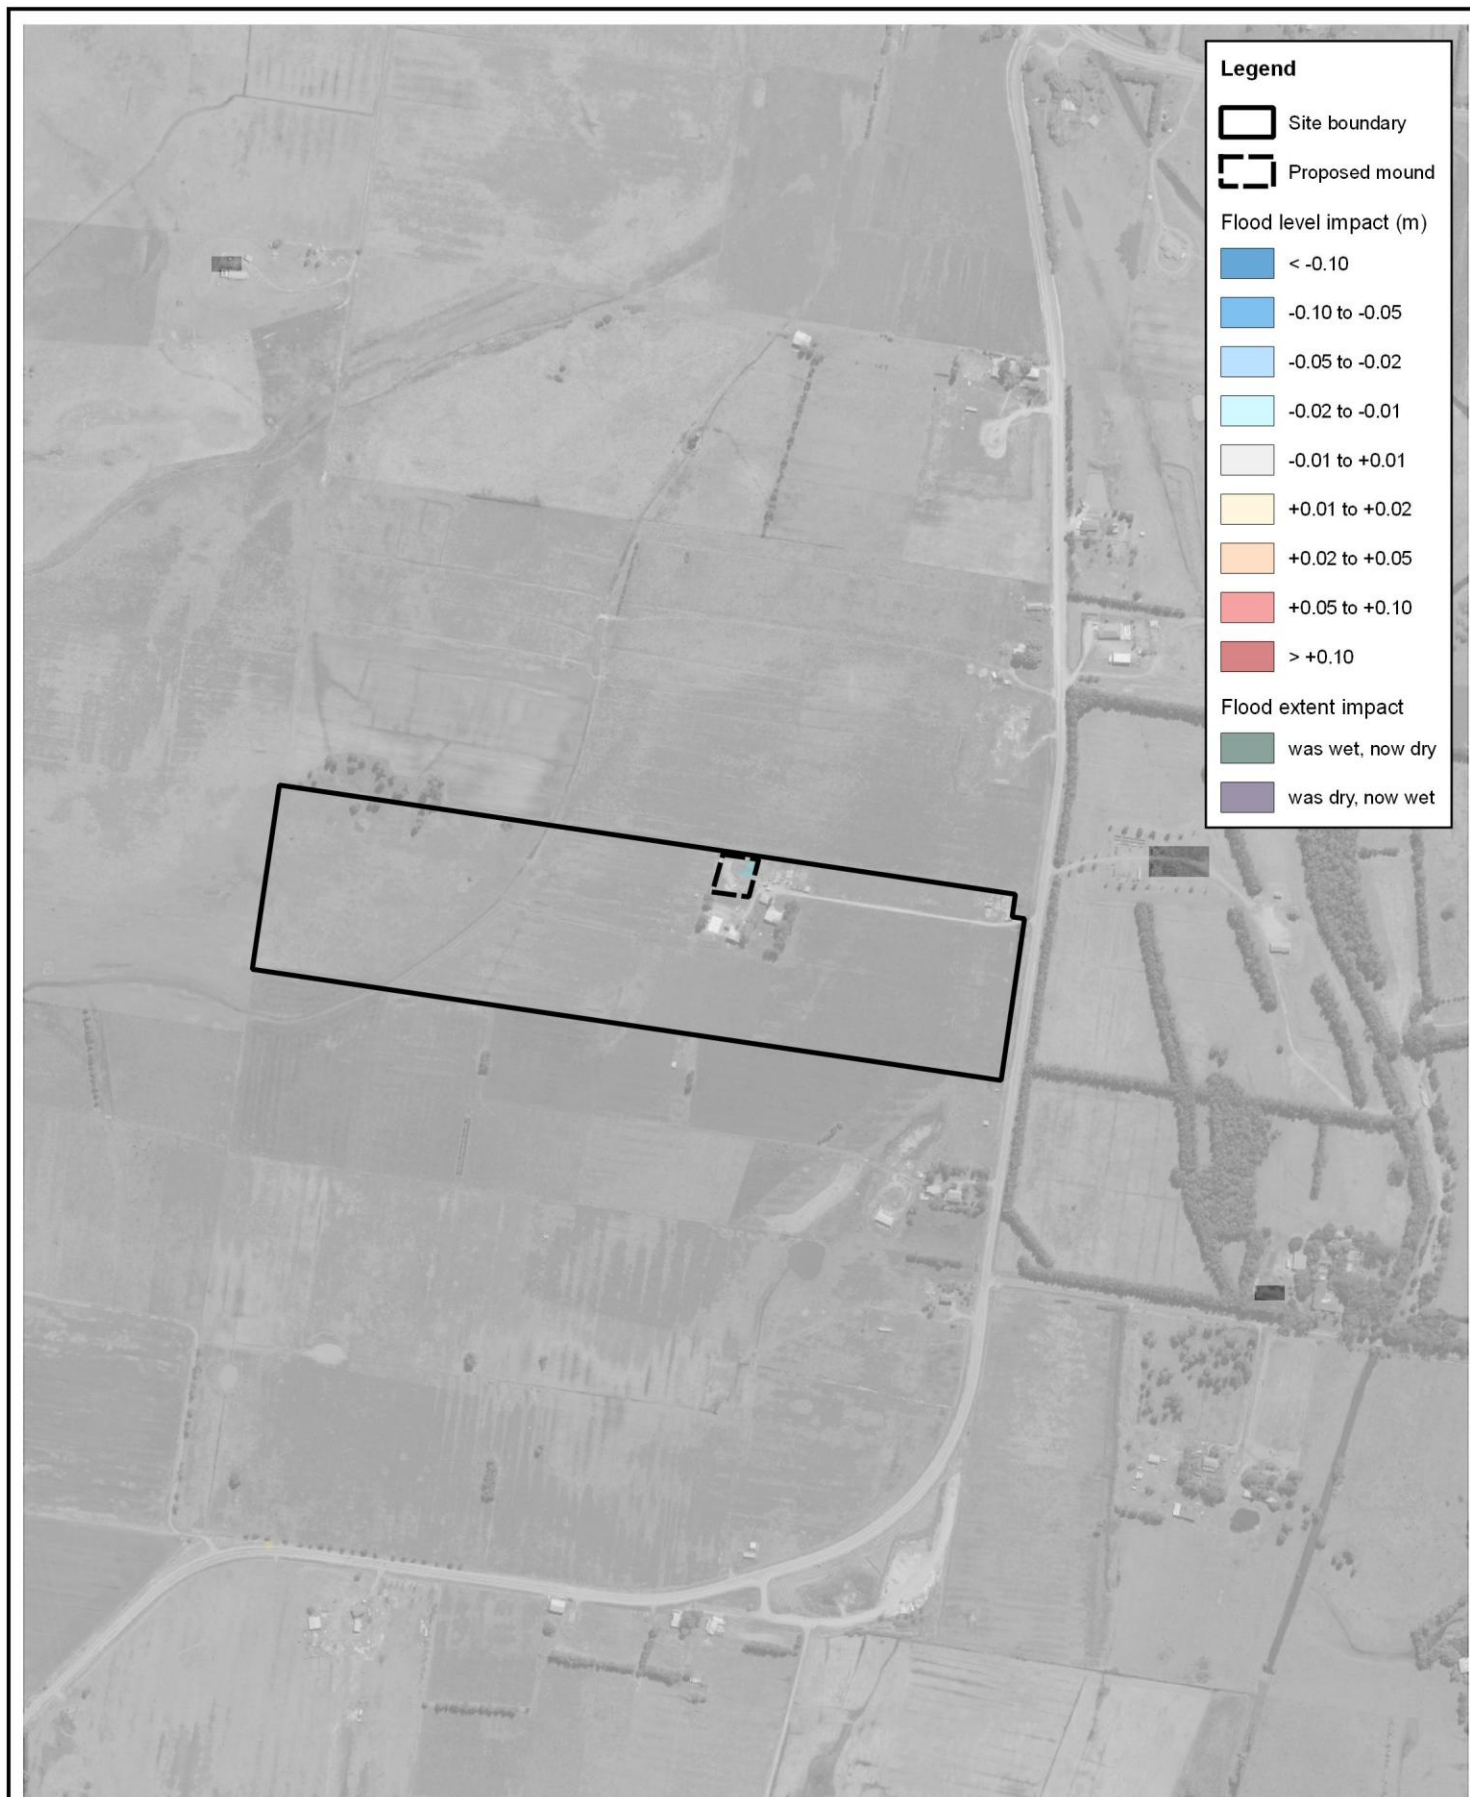 Legend
Site boundary
Proposed mound
Flood level impact (m)
< -0.10
-0.10 to -0.05
-0.05 to -0.02
-0.02 to -0.01
-0.01 to +0.01
+0.01 to +0.02
+0.02 to +0.05
+0.05 to +0.10
> +0.10
Flood extent impact
was wet, now dry
was dry, now wet